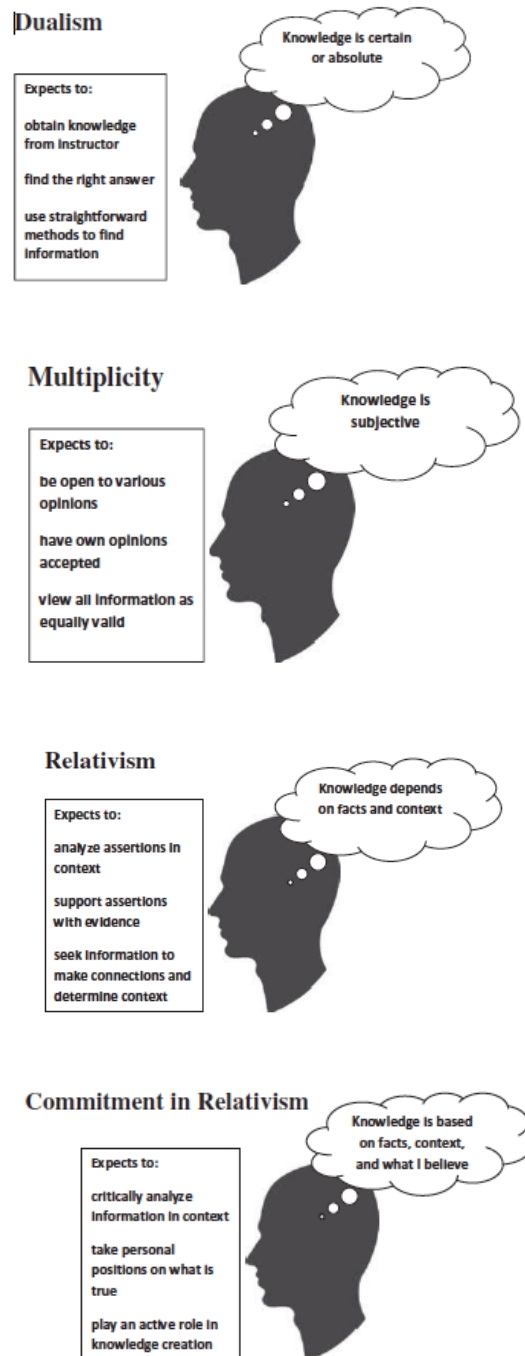 Dualism
Knowledge is certain
or absolute
Expects to:
obtain knowledge
from instructor
find the right answer
use straightforward
methods to find
information
Multiplicity
Knowledge is
subjective
Expects to:
be open to various
opinions
have own opinions
accepted
view all information as
equally valid
Relativism
Knowledge depends
on facts and context
Expects to:
analyze assertions in
context
support assertions
with evidence
seek information to
make connections and
determine context
Commitment in Relativism
Knowledge is based
on facts, context,
and what I believe
Expects to:
critically analyze
information in context
take personal
positions on what is
true
play an active role in
knowledge creation